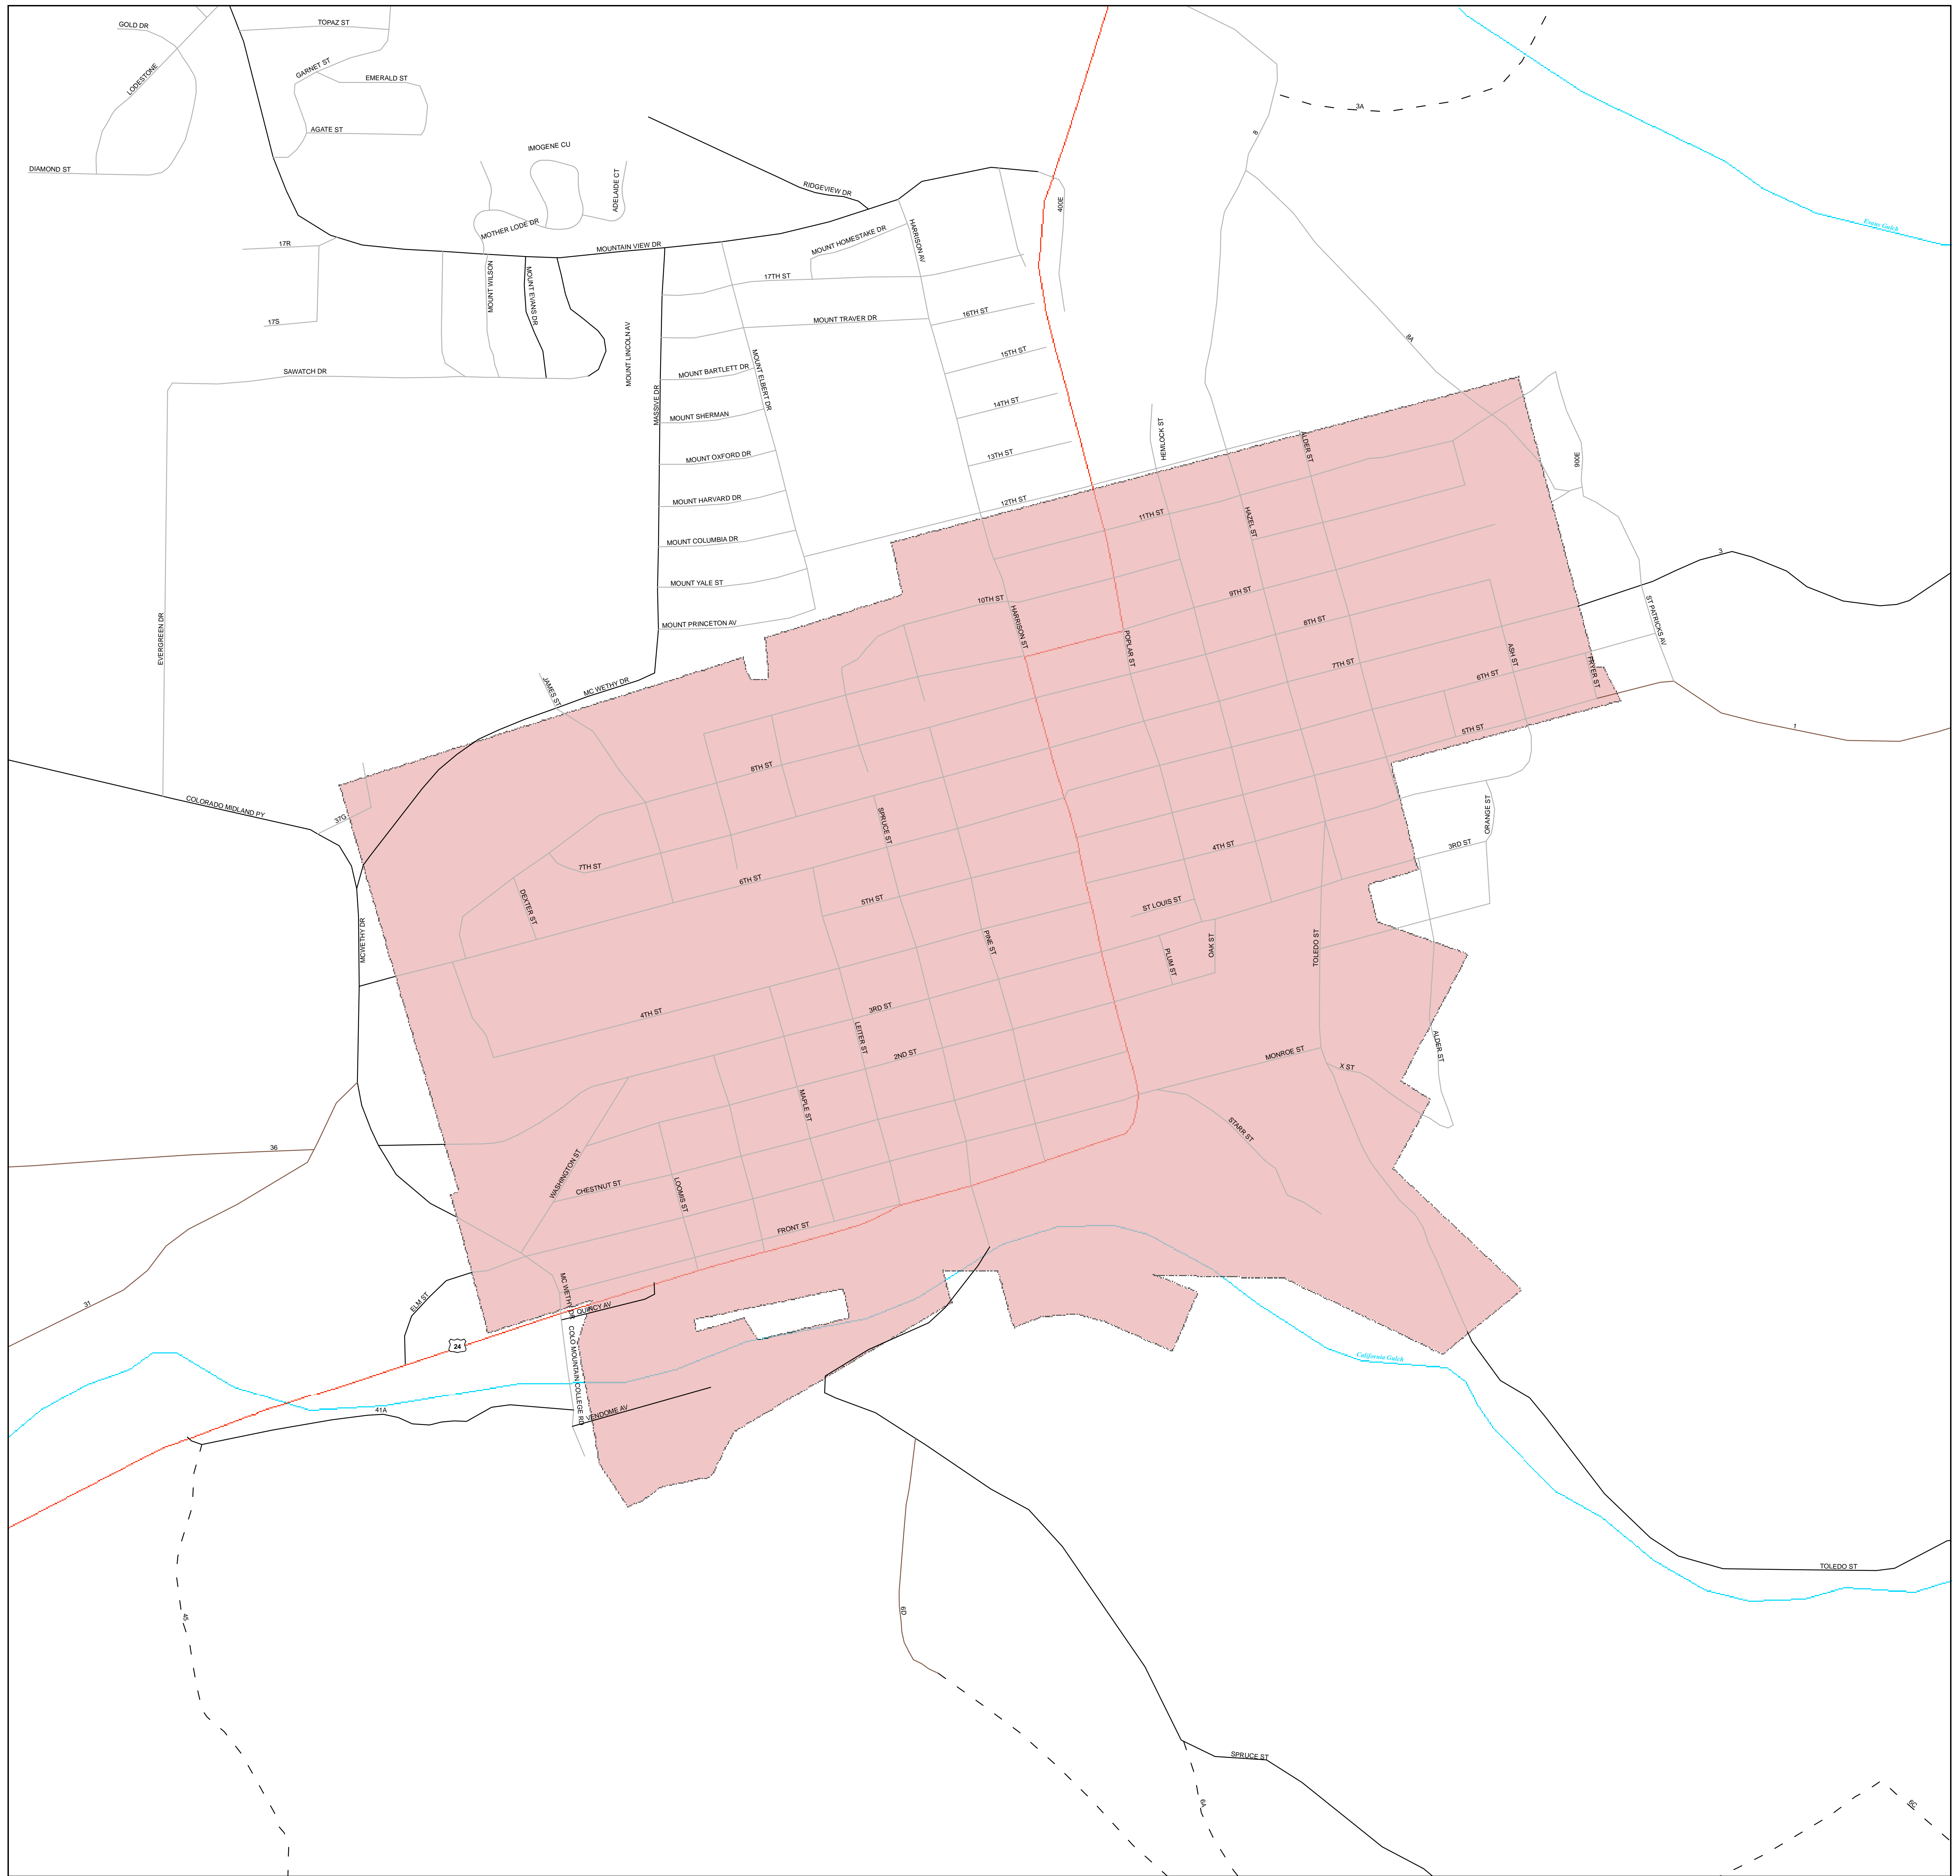 GOLD DR
TOPAZ ST
LODESTONE
GARNET ST
EMERALD ST
AGATE ST
DIAMOND ST
IMOGENE CU
ADELAIDE CT
MOTHER LODE DR
RIDGEVIEW DR
3A
8
400E
Evans Gulch
17R
MOUNTAIN VIEW DR
MOUNT HOMESTAKE DR
HARRISON AV
17S
MOUNT WILSON
MOUNT EVANS DR
17TH ST
16TH ST
MOUNT TRAVER DR
MOUNT LINCOLN AV
15TH ST
8A
SAWATCH DR
MASSIVE DR
MOUNT BARTLETT DR
MOUNT ELBERT DR
14TH ST
MOUNT SHERMAN
13TH ST
HEMLOCK ST
ALDER ST
MOUNT OXFORD DR
900E
MOUNT HARVARD DR
12TH ST
11TH ST
HAZEL ST
MOUNT COLUMBIA DR
3
MOUNT YALE ST
10TH ST
9TH ST
HARRISON ST
EVERGREEN DR
MOUNT PRINCETON AV
8TH ST
POPLAR ST
ST PATRICKS AV
ASH ST
7TH ST
6TH ST
FRYER ST
JAMES ST
MC WETHY DR
5TH ST
1
8TH ST
COLORADO MIDLAND PY
37G
SPRUCE ST
ORANGE ST
3RD ST
4TH ST
7TH ST
6TH ST
DEXTER ST
5TH ST
ST LOUIS ST
MCWETHY DR
PINE ST
OAK ST
PLUM ST
TOLEDO ST
4TH ST
3RD ST
LEITER ST
2ND ST
MONROE ST
ALDER ST
X ST
MAPLE ST
STARR ST
36
WASHINGTON ST
CHESTNUT ST
LOOMIS ST
FRONT ST
31
ELM ST
MC WETHY DR
QUINCY AV
24
COLO MOUNTAIN COLLEGE RD
California Gulch
41A
VENDOME AV
TOLEDO ST
45
6D
SPRUCE ST
6A
6C